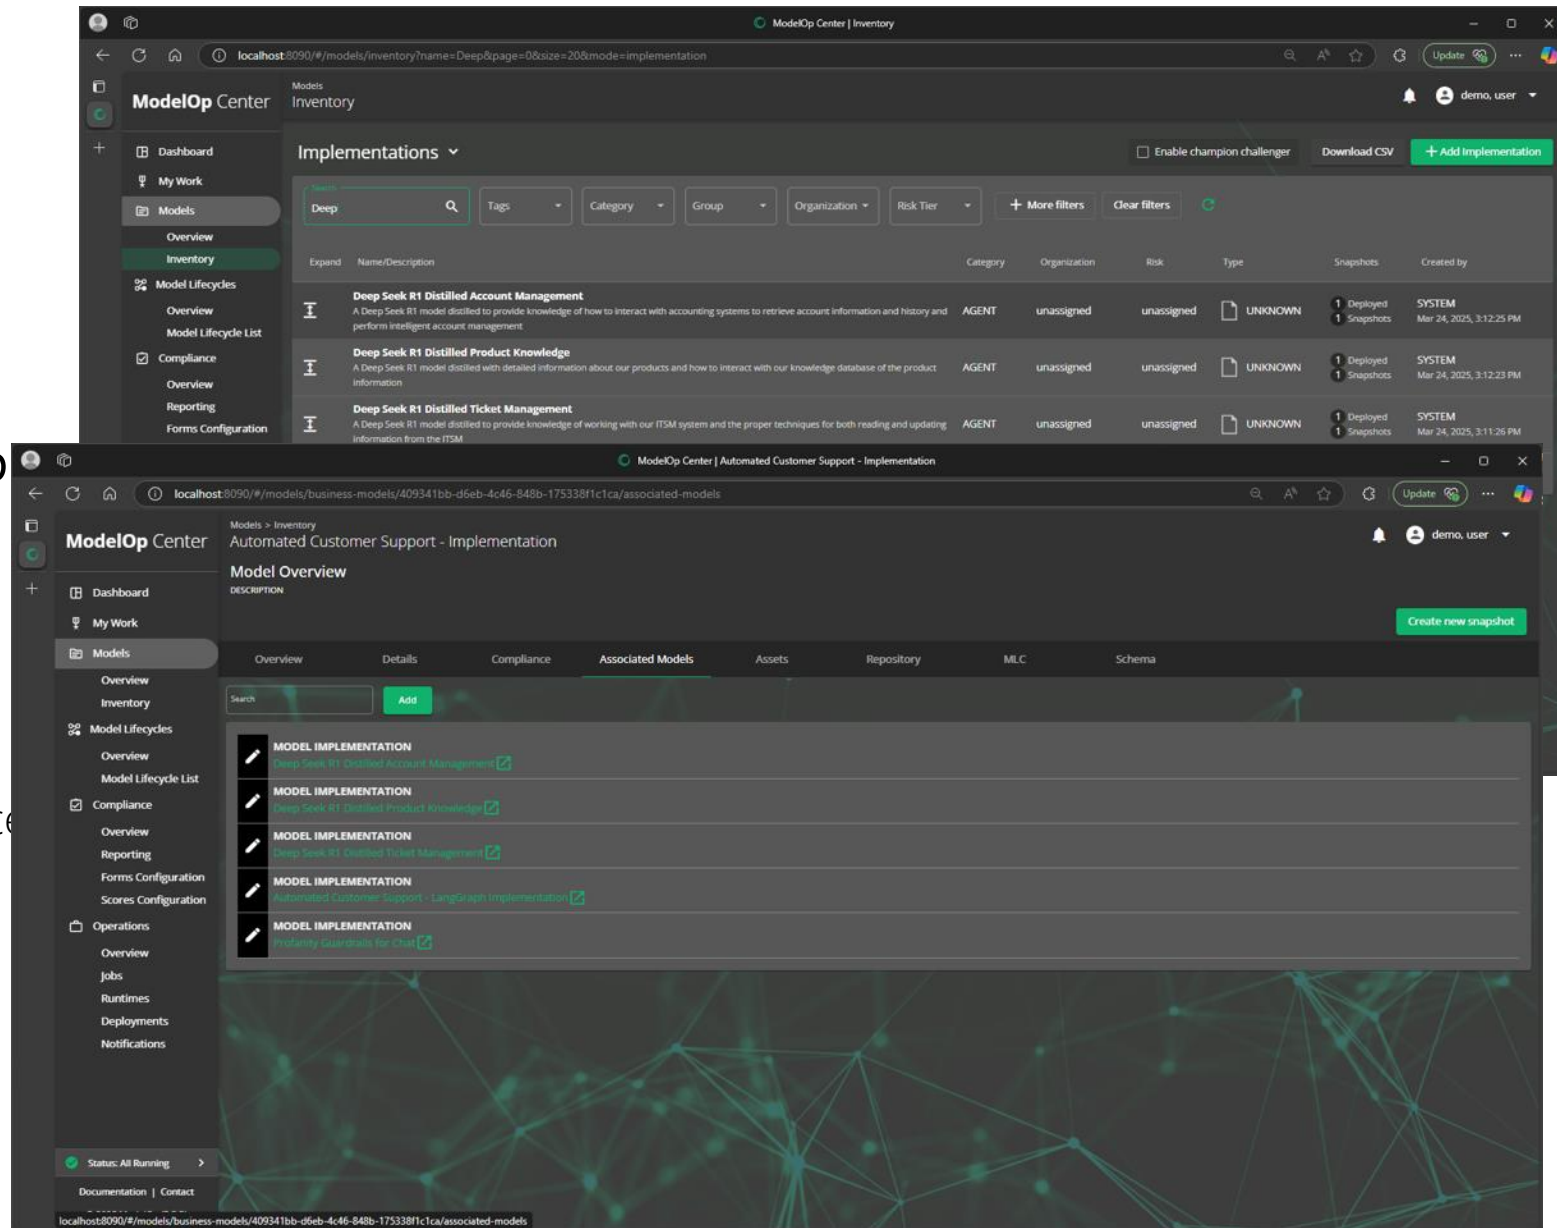 ModelOp Center | Inventory
localhost:8090/#/models/inventory?name=Deep&page=0&size=20&mode=implementation
Update
ModelOp Center
Models
Inventory
demo, user
Dashboard
My Work
Models
Overview
Inventory
Model Lifecycles
Overview
Model Lifecycle List
Compliance
Overview
Reporting
Forms Configuration
Implementations
Enable champion challenger
Download CSV
+ Add Implementation
Search
Deep
Tags
Category
Group
Organization
Risk Tier
+ More filters
Clear filters
Expand Name/Description Category Organization Risk Type Snapshots Created by
Deep Seek R1 Distilled Account Management
A Deep Seek R1 model distilled to provide knowledge of how to interact with accounting systems to retrieve account information and history and
perform intelligent account management
AGENT unassigned unassigned UNKNOWN
1 Deployed
1 Snapshots
SYSTEM
Mar 24, 2025, 3:12:25 PM
Deep Seek R1 Distilled Product Knowledge
A Deep Seek R1 model distilled with detailed information about our products and how to interact with our knowledge database of the product
information
AGENT unassigned unassigned UNKNOWN
1 Deployed
1 Snapshots
SYSTEM
Mar 24, 2025, 3:12:23 PM
Deep Seek R1 Distilled Ticket Management
A Deep Seek R1 model distilled to provide knowledge of working with our ITSM system and the proper techniques for both reading and updating
information from the ITSM
AGENT unassigned unassigned UNKNOWN
1 Deployed
1 Snapshots
SYSTEM
Mar 24, 2025, 3:11:26 PM
ModelOp Center | Automated Customer Support - Implementation
localhost:8090/#/models/business-models/409341bb-d6eb-4c46-848b-175338f1c1ca/associated-models
Update
ModelOp Center
Models > Inventory
Automated Customer Support - Implementation
demo, user
Model Overview
DESCRIPTION
Create new snapshot
Dashboard
My Work
Models
Overview
Inventory
Model Lifecycles
Overview
Model Lifecycle List
Compliance
Overview
Reporting
Forms Configuration
Scores Configuration
Operations
Overview
Jobs
Runtimes
Deployments
Notifications
Overview Details Compliance Associated Models Assets Repository MLC Schema
Search
Add
MODEL IMPLEMENTATION
Deep Seek R1 Distilled Account Management
MODEL IMPLEMENTATION
Deep Seek R1 Distilled Product Knowledge
MODEL IMPLEMENTATION
Deep Seek R1 Distilled Ticket Management
MODEL IMPLEMENTATION
Automated Customer Support - LangGraph Implementation
MODEL IMPLEMENTATION
Profanity Guardrails for Chat
Status: All Running
Documentation | Contact
localhost:8090/#/models/business-models/409341bb-d6eb-4c46-848b-175338f1c1ca/associated-models